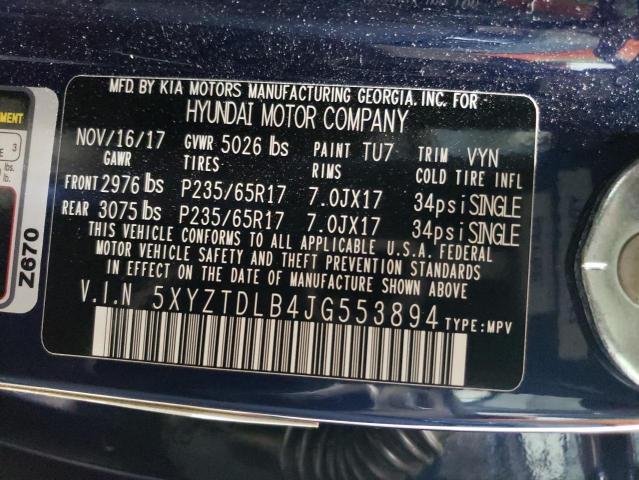 MFD. BY KIA MOTORS MANUFACTURING GEORGIA. INC. FOR
HYUNDAI MOTOR COMPANY
NOV/16/17 GVWR 5026 lbs PAINT TU7 TRIM VYN
GAWR TIRES RIMS COLD TIRE INFL
FRONT 2976 lbs P235/65R17 7.0JX17 34psi SINGLE
REAR 3075 lbs P235/65R17 7.0JX17 34psi SINGLE
THIS VEHICLE CONFORMS TO ALL APPLICABLE U.S.A. FEDERAL
MOTOR VEHICLE SAFETY AND THEFT PREVENTION STANDARDS
IN EFFECT ON THE DATE OF MANUFACTURE SHOWN ABOVE
V.I.N 5XYZTDLB4JG553894 TYPE:MPV
Z670
3
lbs.